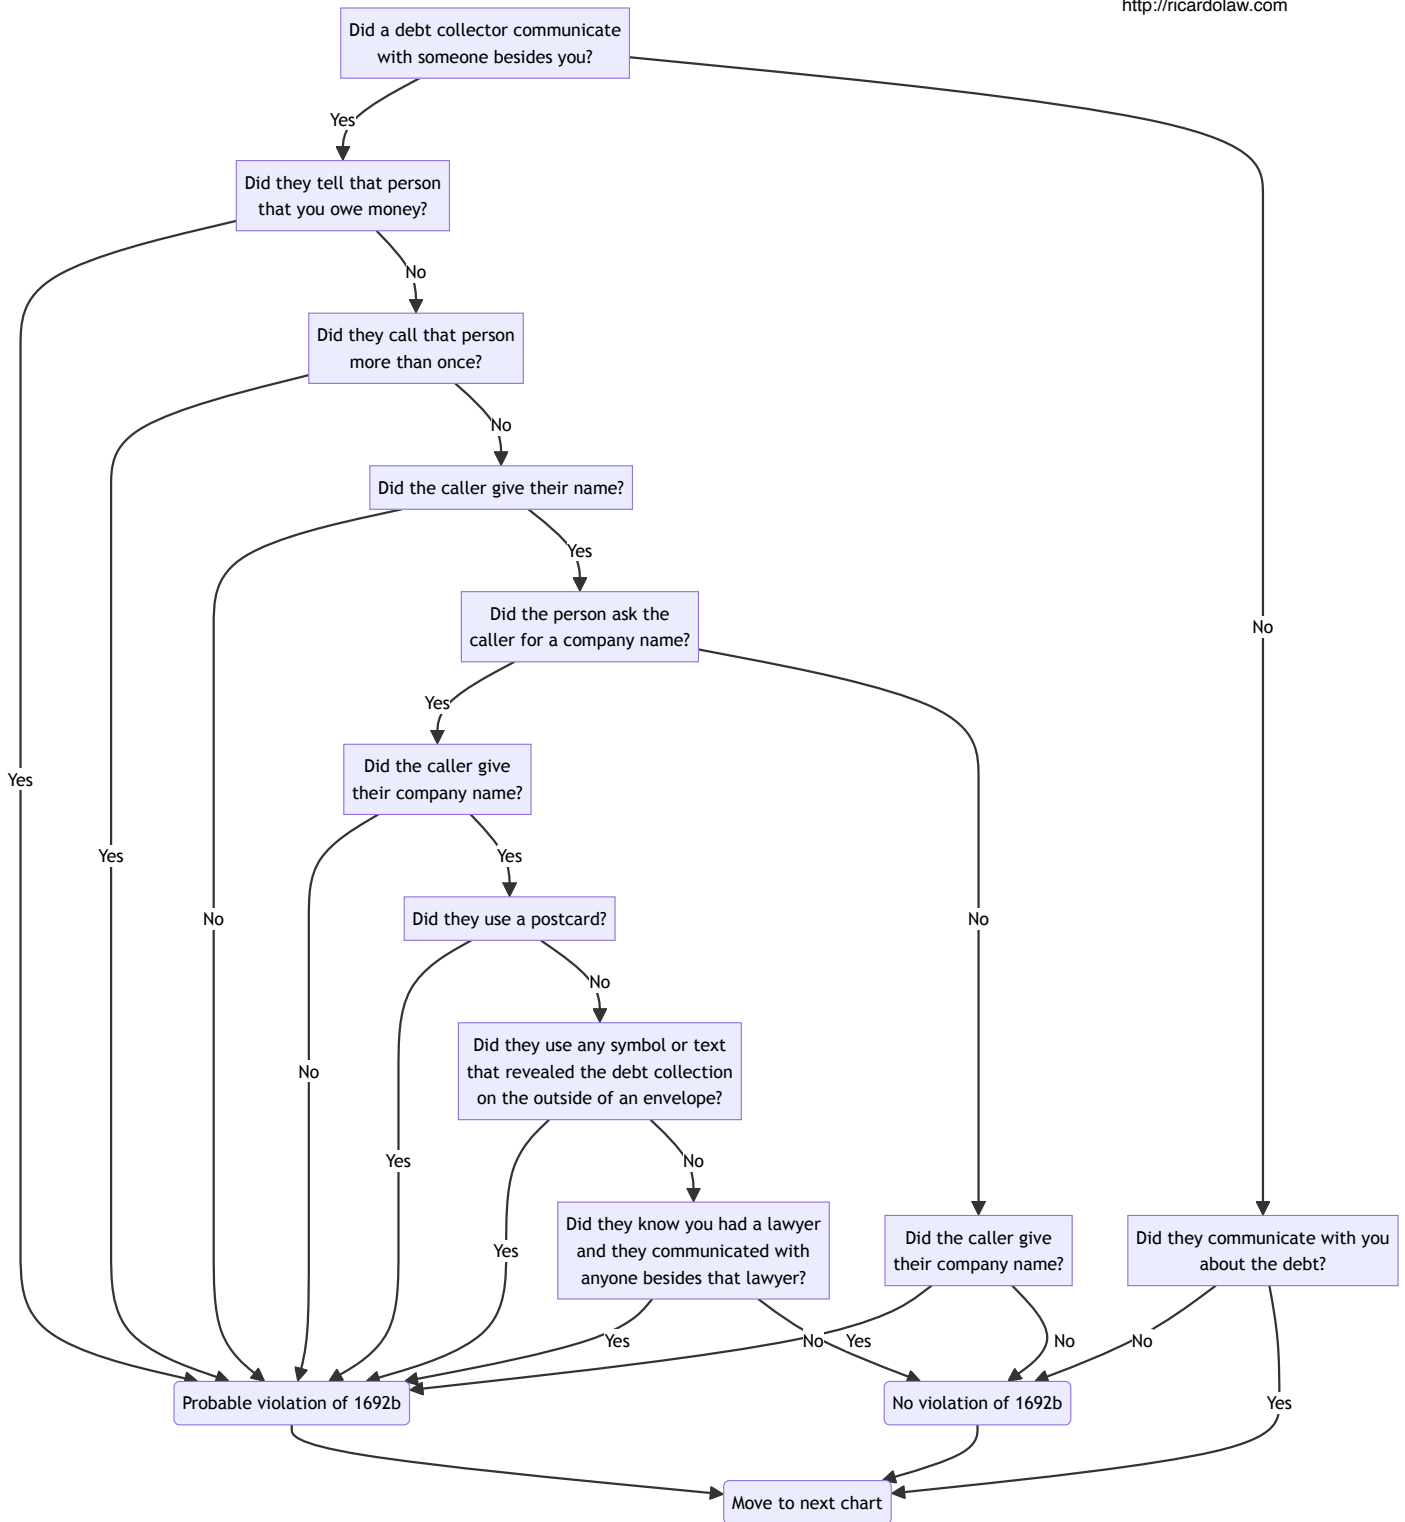 http://ricardolaw.com
Did a debt collector communicate
with someone besides you?
Yes
Did they tell that person
that you owe money?
No
Did they call that person
more than once?
No
Did the caller give their name?
Yes
Did the person ask the
caller for a company name?
No
Yes
Did the caller give
their company name?
Yes
Yes
Yes
Did they use a postcard?
No
No
No
No
Did they use any symbol or text
that revealed the debt collection
on the outside of an envelope?
Yes
No
Did they know you had a lawyer
and they communicated with
anyone besides that lawyer?
Did the caller give
their company name?
Did they communicate with you
about the debt?
Yes
Yes
No
Yes
No
No
Probable violation of 1692b
No violation of 1692b
Yes
Move to next chart